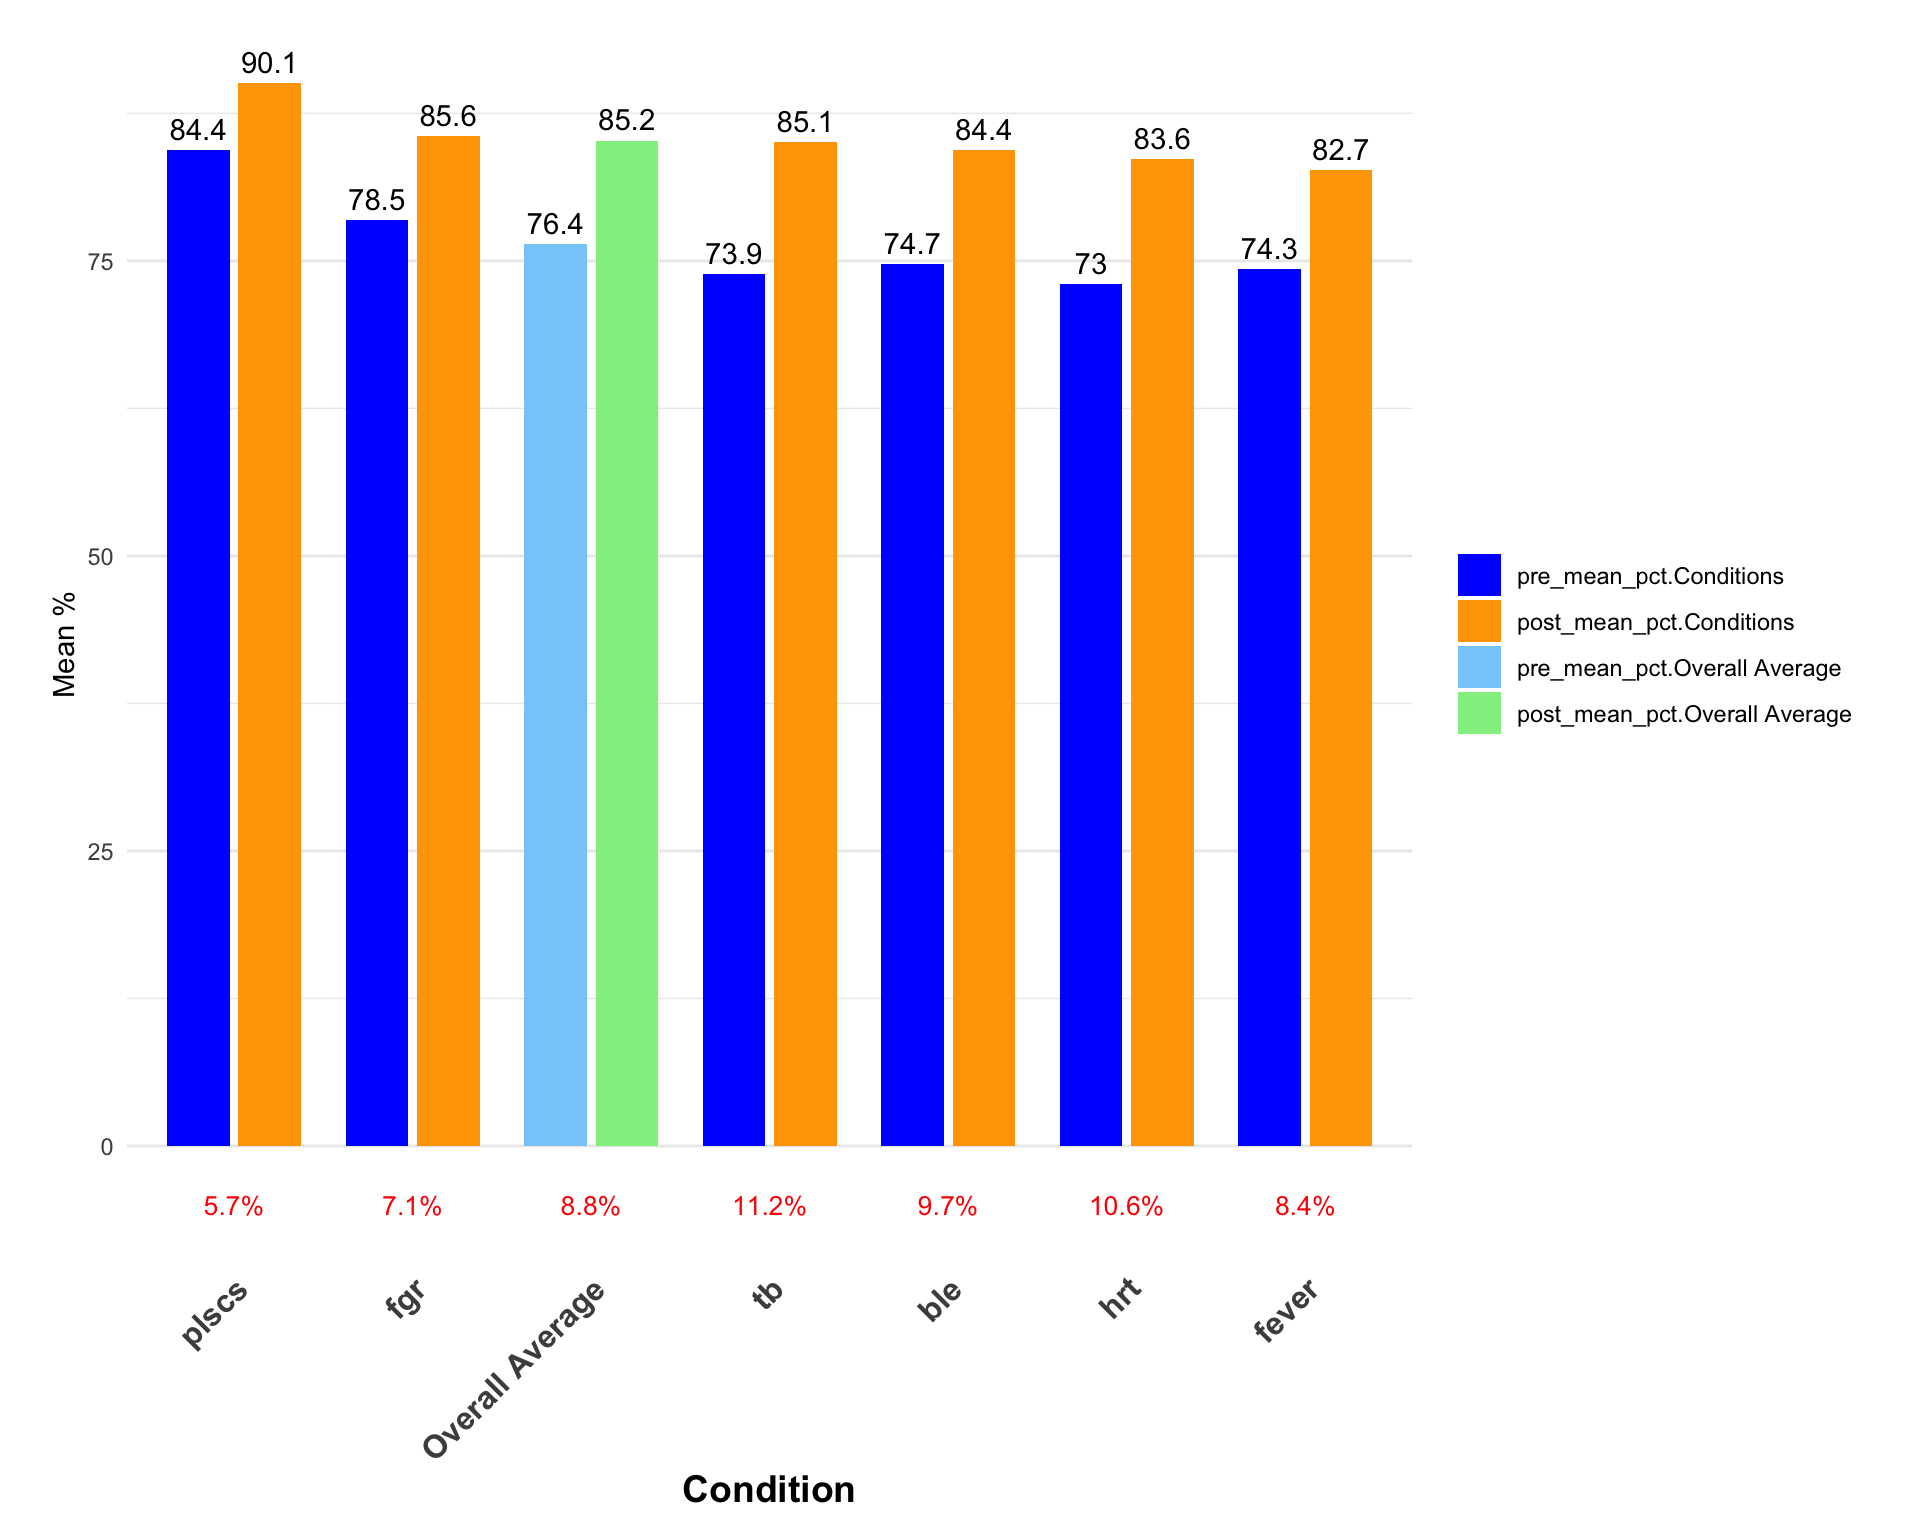 90.1
84.4
85.6
78.5
85.2
76.4
85.1
73.9
84.4
74.7
83.6
73
82.7
74.3
75
50
25
0
Mean %
pre_mean_pct.Conditions
post_mean_pct.Conditions
pre_mean_pct.Overall Average
post_mean_pct.Overall Average
5.7% 7.1% 8.8% 11.2% 9.7% 10.6% 8.4%
plscs
fgr
Overall Average
tb
ble
hrt
fever
Condition